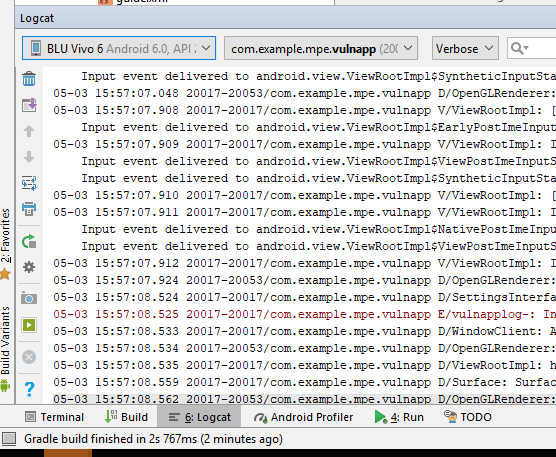 Logcat
BLU Vivo 6 Android 6.0, API
com.example.mpe.vulnapp (200
Verbose
Input event delivered to android.view.ViewRootImpl$SyntheticInputSta
05-03 15:57:07.048 20017-20053/com.example.mpe.vulnapp D/OpenGLRenderer:
05-03 15:57:07.908 20017-20017/com.example.mpe.vulnapp V/ViewRootImpl: [
Input event delivered to android.view.ViewRootImpl$EarlyPostImeInput
05-03 15:57:07.909 20017-20017/com.example.mpe.vulnapp V/ViewRootImpl: I
Input event delivered to android.view.ViewRootImpl$ViewPostImeInputS
Input event delivered to android.view.ViewRootImpl$SyntheticInputSta
05-03 15:57:07.910 20017-20017/com.example.mpe.vulnapp V/ViewRootImpl: [
05-03 15:57:07.911 20017-20017/com.example.mpe.vulnapp V/ViewRootImpl: I
Input event delivered to android.view.ViewRootImpl$NativePostImeInpu
Input event delivered to android.view.ViewRootImpl$ViewPostImeInputS
05-03 15:57:07.912 20017-20017/com.example.mpe.vulnapp V/ViewRootImpl: I
05-03 15:57:07.924 20017-20053/com.example.mpe.vulnapp D/OpenGLRenderer:
05-03 15:57:08.524 20017-20017/com.example.mpe.vulnapp D/SettingsInterfa
05-03 15:57:08.525 20017-20017/com.example.mpe.vulnapp E/vulnapplog-: In
05-03 15:57:08.533 20017-20017/com.example.mpe.vulnapp D/WindowClient: A
05-03 15:57:08.534 20017-20053/com.example.mpe.vulnapp D/OpenGLRenderer:
05-03 15:57:08.535 20017-20017/com.example.mpe.vulnapp D/ViewRootImpl: h
05-03 15:57:08.559 20017-20017/com.example.mpe.vulnapp D/Surface: Surfac
05-03 15:57:08.562 20017-20053/com.example.mpe.vulnapp D/OpenGLRenderer:
2: Favorites
Build Variants
Terminal
Build
6: Logcat
Android Profiler
4: Run
TODO
Gradle build finished in 2s 767ms (2 minutes ago)